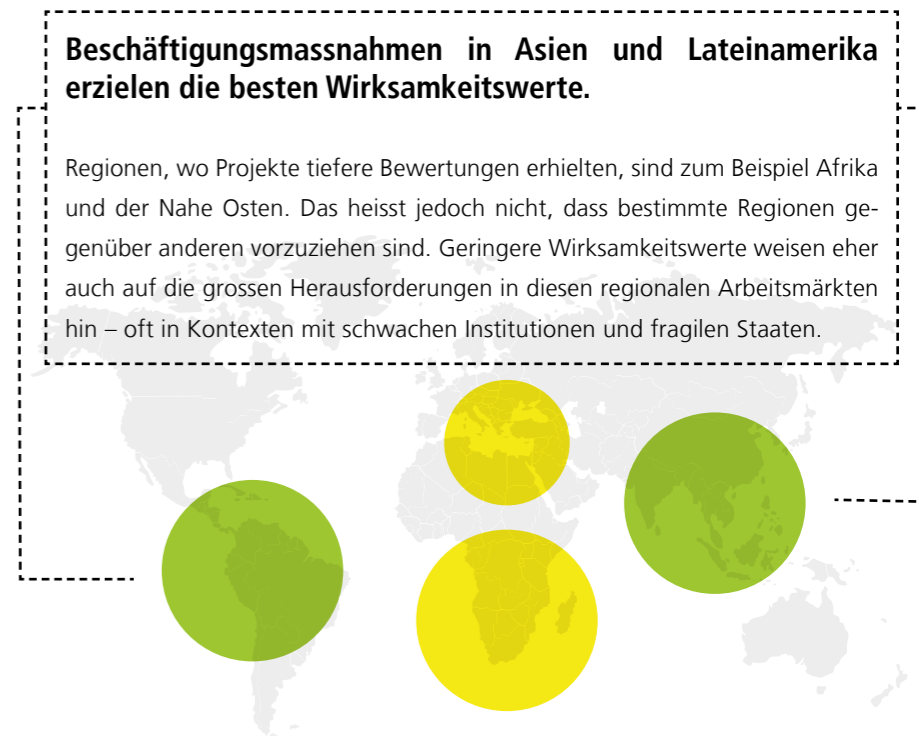 Beschäftigungsmassnahmen in Asien und Lateinamerika
erzielen die besten Wirksamkeitswerte.
Regionen, wo Projekte tiefere Bewertungen erhielten, sind zum Beispiel Afrika
und der Nahe Osten. Das heisst jedoch nicht, dass bestimmte Regionen ge-
genüber anderen vorzuziehen sind. Geringere Wirksamkeitswerte weisen eher
auch auf die grossen Herausforderungen in diesen regionalen Arbeitsmärkten
hin – oft in Kontexten mit schwachen Institutionen und fragilen Staaten.